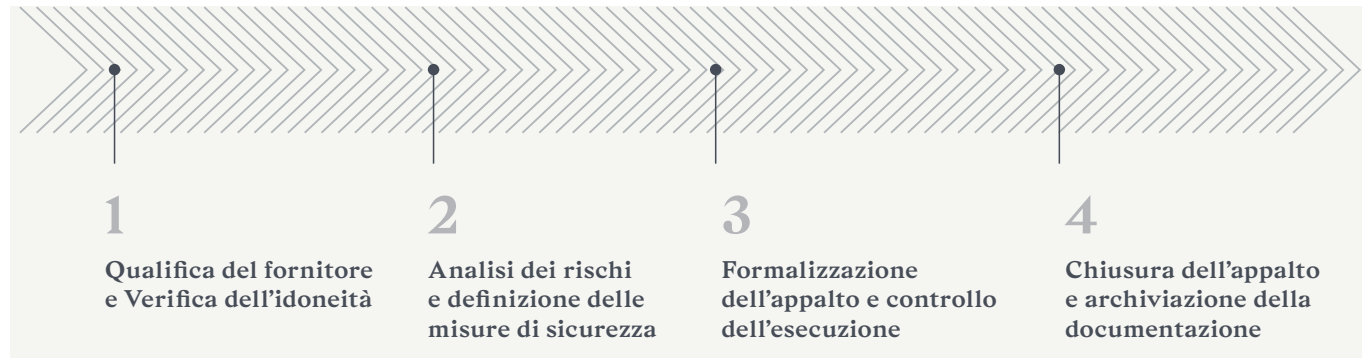 1
Qualifica del fornitore
e Verifica dell’idoneità
2
Analisi dei rischi
e definizione delle
misure di sicurezza
3
Formalizzazione
dell’appalto e controllo
dell’esecuzione
4
Chiusura dell’appalto
e archiviazione della
documentazione